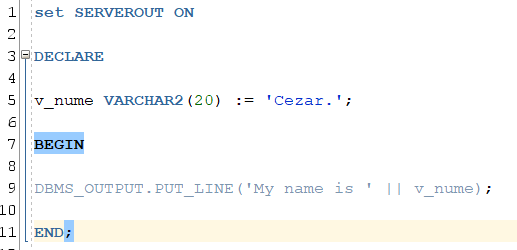 1 set SERVEROUT ON
2
3 DECLARE
4
5 v_nume VARCHAR2(20) := 'Cezar.';
6
7 BEGIN
8
9 DBMS_OUTPUT.PUT_LINE('My name is ' || v_nume);
10
11 END;